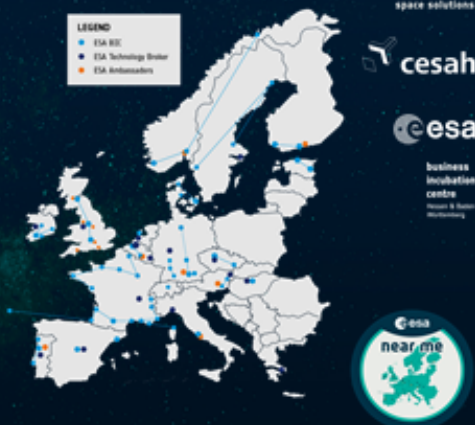 space solutions
LEGEND
ESA BIC
ESA Technology Broker
ESA Ambassadors
cesah
esa
business
incubation
centre
Hessen & Baden
Württemberg
esa
near me